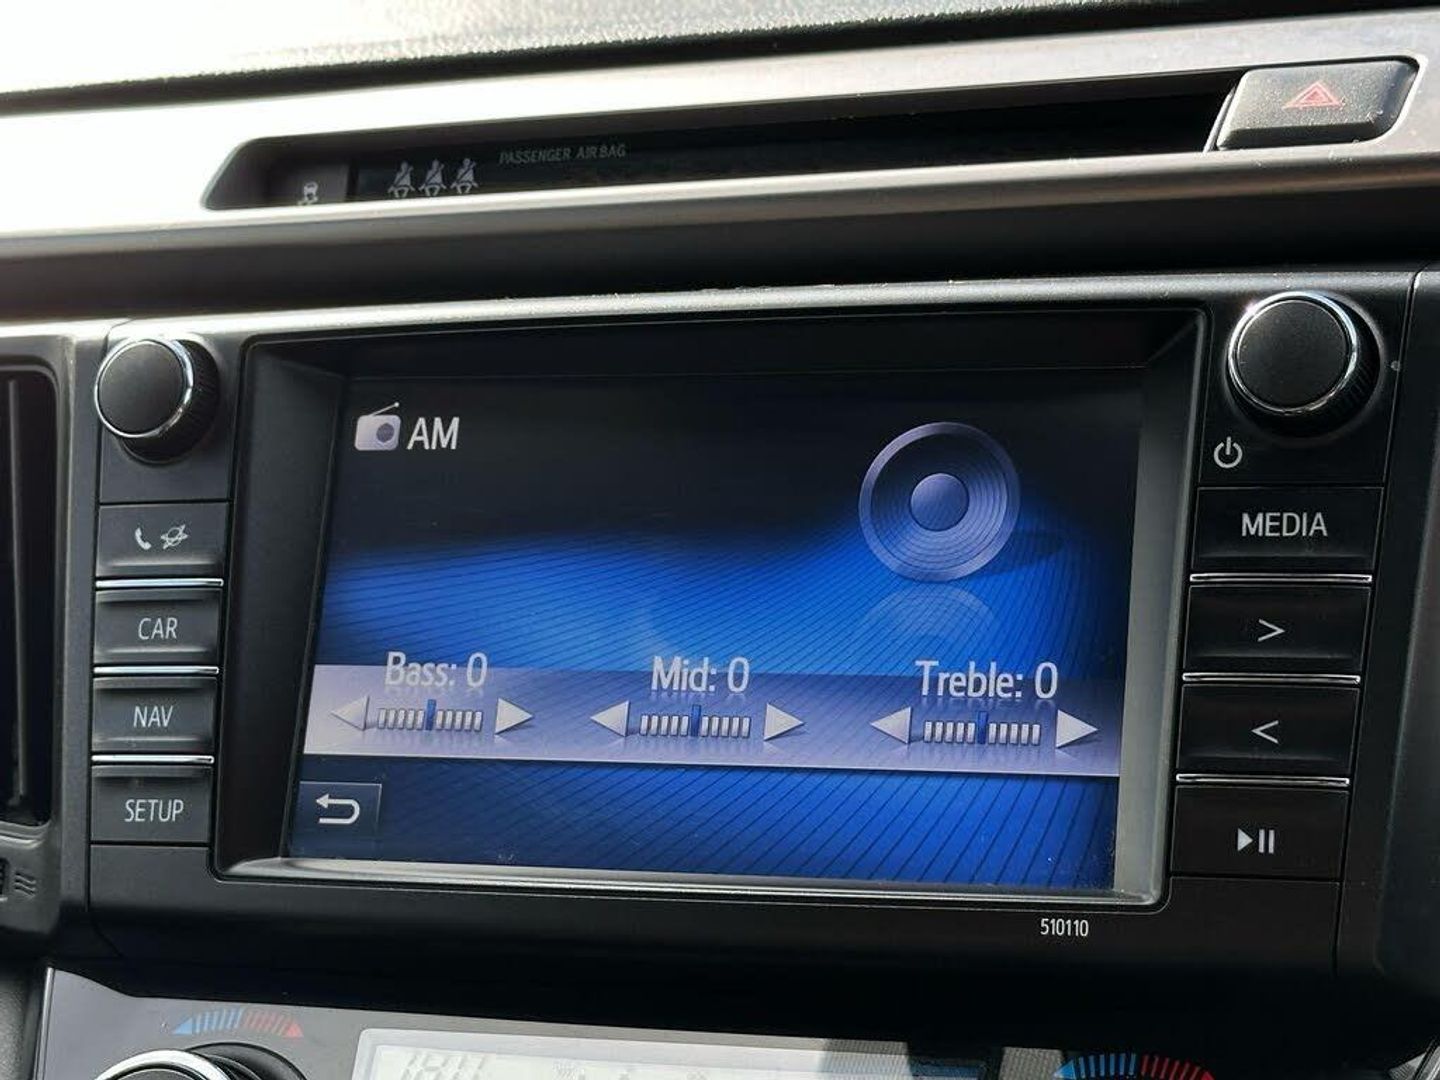 PASSENGER AIR BAG
AM
MEDIA
CAR
>
Bass: 0 Mid: 0 Treble: 0
NAV
<
SETUP
510110